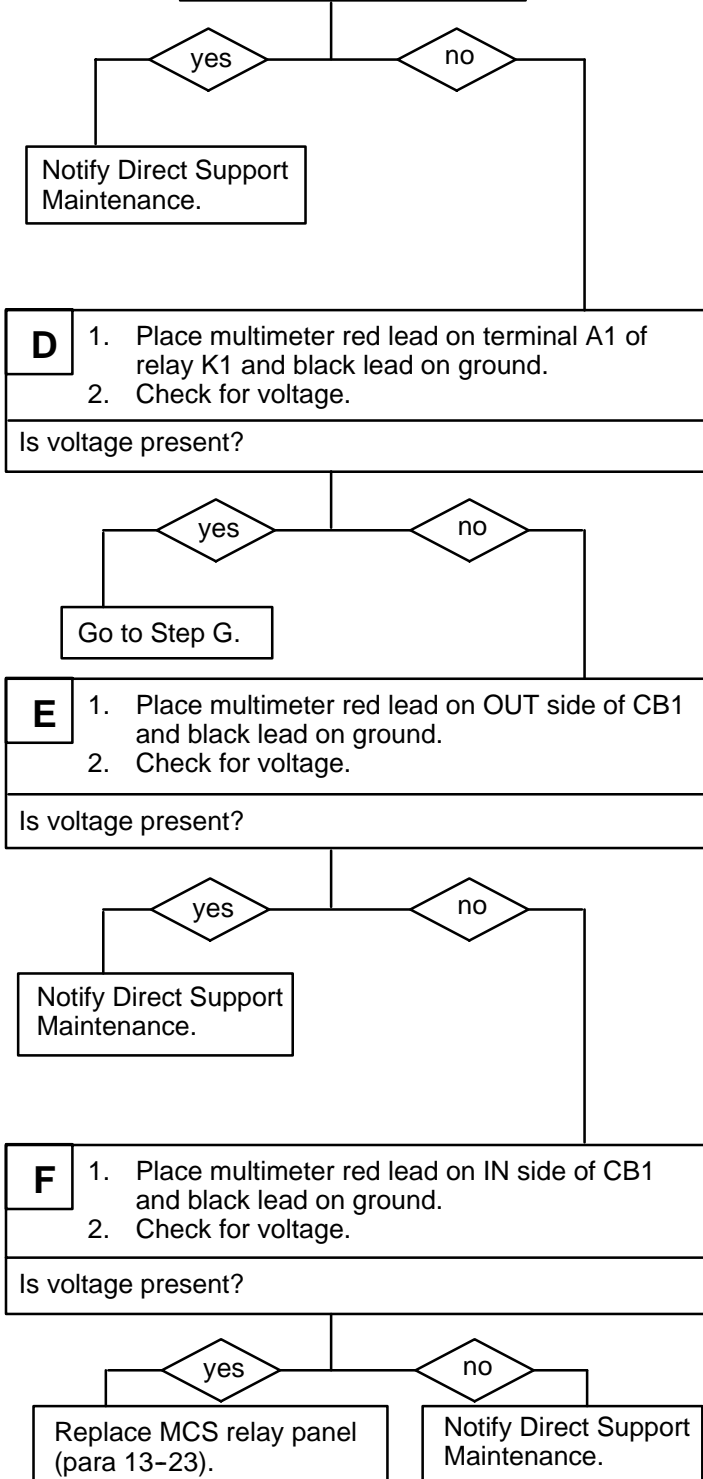 yes
no
Notify Direct Support
Maintenance.
D
1. Place multimeter red lead on terminal A1 of
relay K1 and black lead on ground.
2. Check for voltage.
Is voltage present?
yes
no
Go to Step G.
E
1. Place multimeter red lead on OUT side of CB1
and black lead on ground.
2. Check for voltage.
Is voltage present?
yes
no
Notify Direct Support
Maintenance.
F
1. Place multimeter red lead on IN side of CB1
and black lead on ground.
2. Check for voltage.
Is voltage present?
yes
no
Replace MCS relay panel
(para 13-23).
Notify Direct Support
Maintenance.